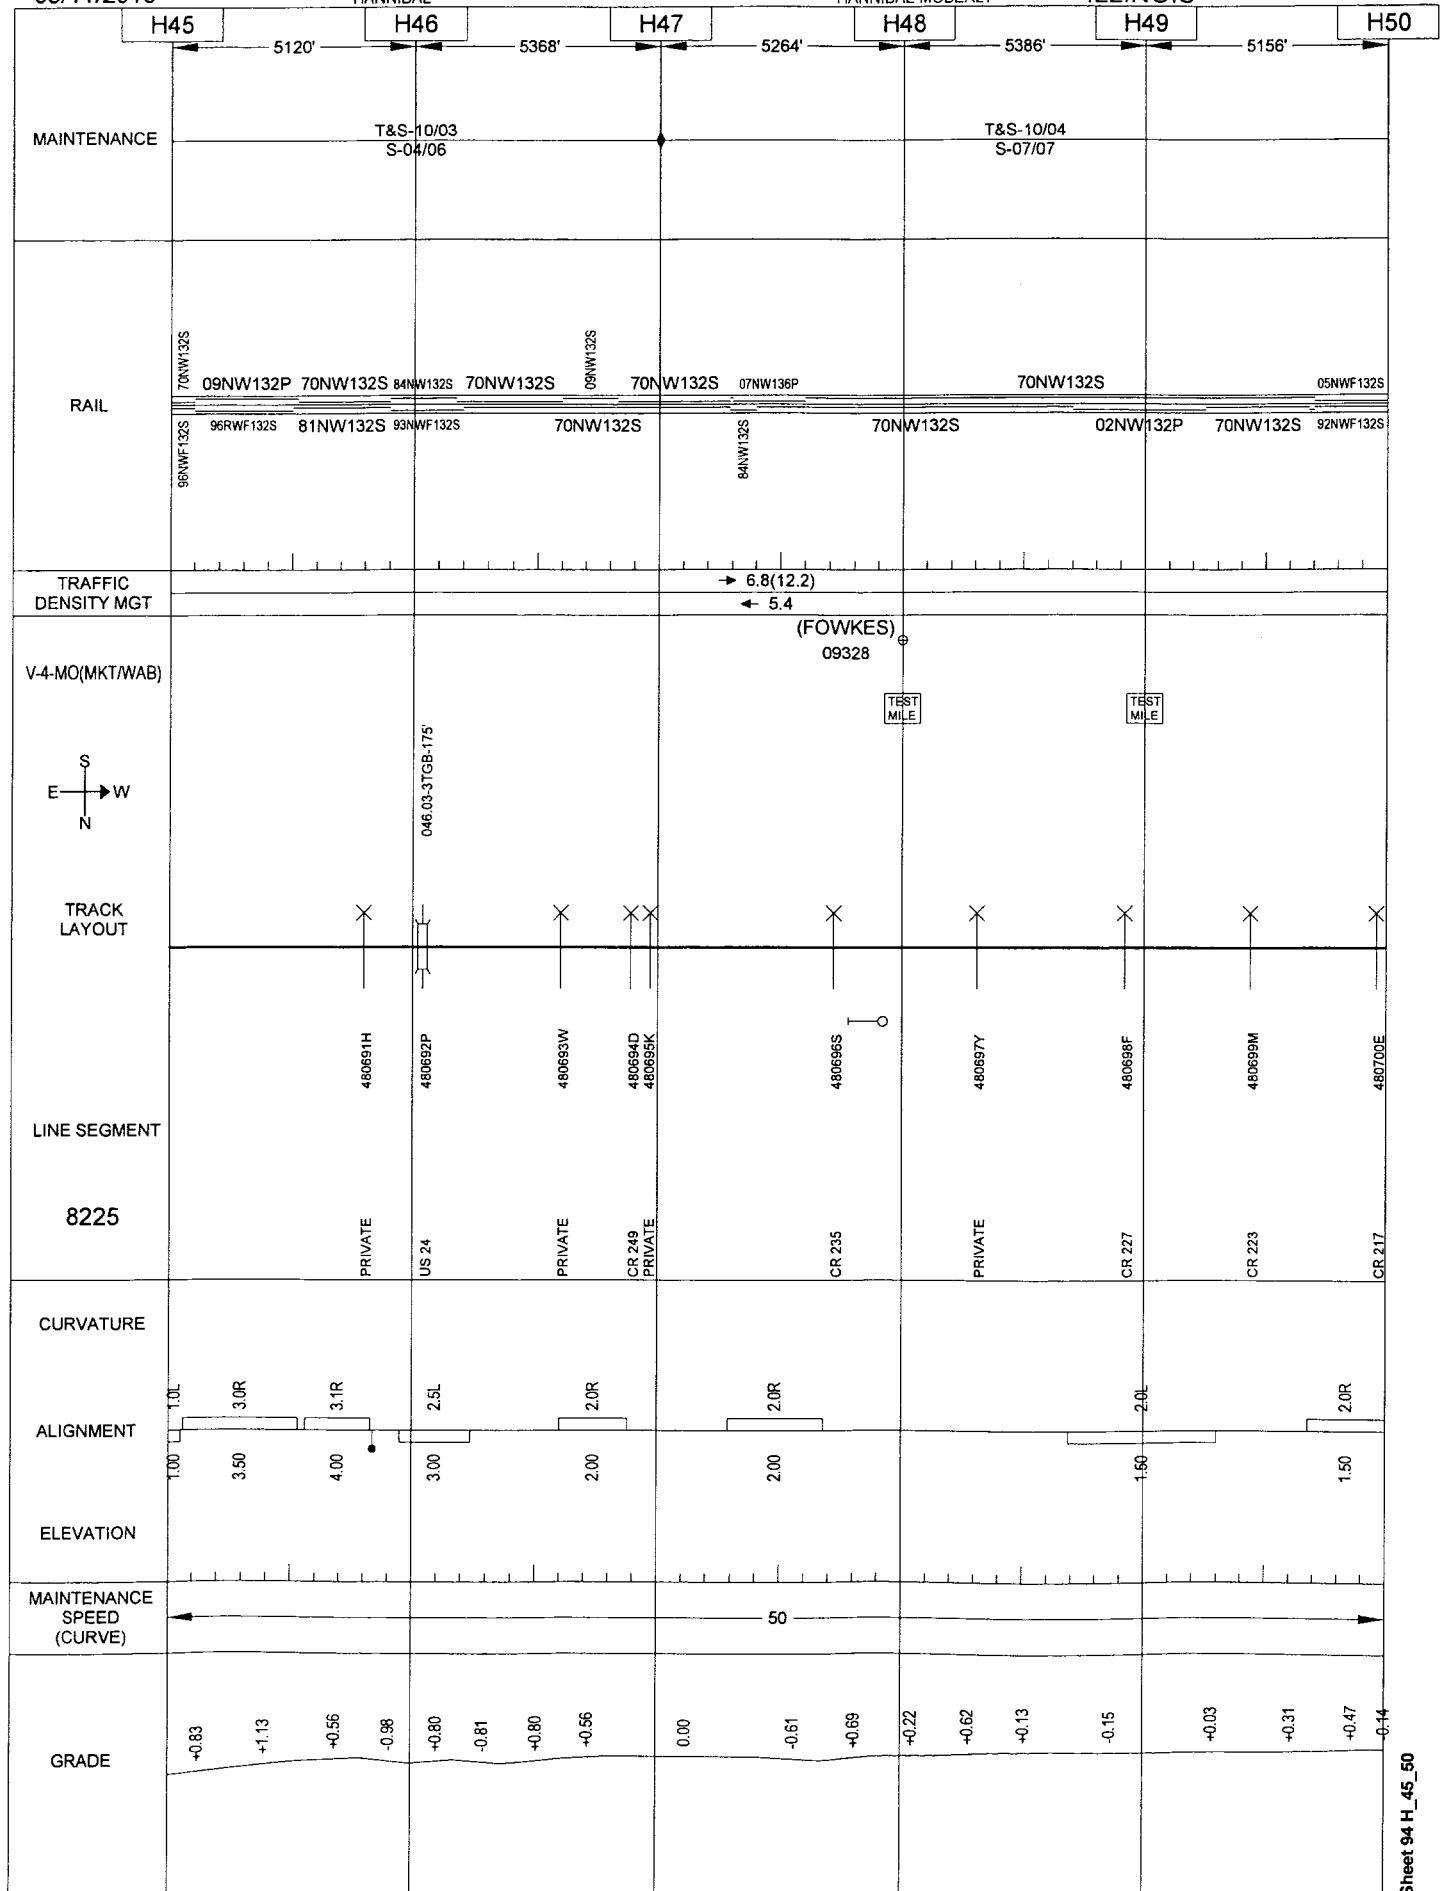 H45 H46 H47 H48 H49 H50
5120' 5368' 5264' 5386' 5156'
MAINTENANCE
T&S-10/03
S-04/06
T&S-10/04
S-07/07
RAIL
70NW132S
09NW132P 70NW132S 84NW132S 70NW132S
09NW132S
70NW132S 07NW136P 70NW132S 05NWF132S
96NWF132S
96RWF132S 81NW132S 93NWF132S 70NW132S
84NW132S
70NW132S 02NW132P 70NW132S 92NWF132S
TRAFFIC
DENSITY MGT
6.8(12.2)
5.4
V-4-MO(MKT/WAB)
(FOWKES)
09328
TEST
MILE
TEST
MILE
S
E W
N
046.03-3TGB-175'
TRACK
LAYOUT
480691H
480692P
480693W
480694D
480695K
480696S
480697Y
480698F
480699M
480700E
LINE SEGMENT
8225
PRIVATE
US 24
PRIVATE
CR 249
PRIVATE
CR 235
PRIVATE
CR 227
CR 223
CR 217
CURVATURE
1.0L 3.0R 3.1R 2.5L 2.0R 2.0R 2.0L 2.0R
ALIGNMENT
1.00 3.50 4.00 3.00 2.00 2.00 1.50 1.50
ELEVATION
MAINTENANCE
SPEED
(CURVE)
50
GRADE
+0.83 +1.13 +0.56 -0.98 +0.80 -0.81 +0.80 +0.56 0.00 -0.61 +0.69 +0.22 +0.62 +0.13 -0.15 +0.03 +0.31 +0.47 -0.14
Sheet 94 H_45_50